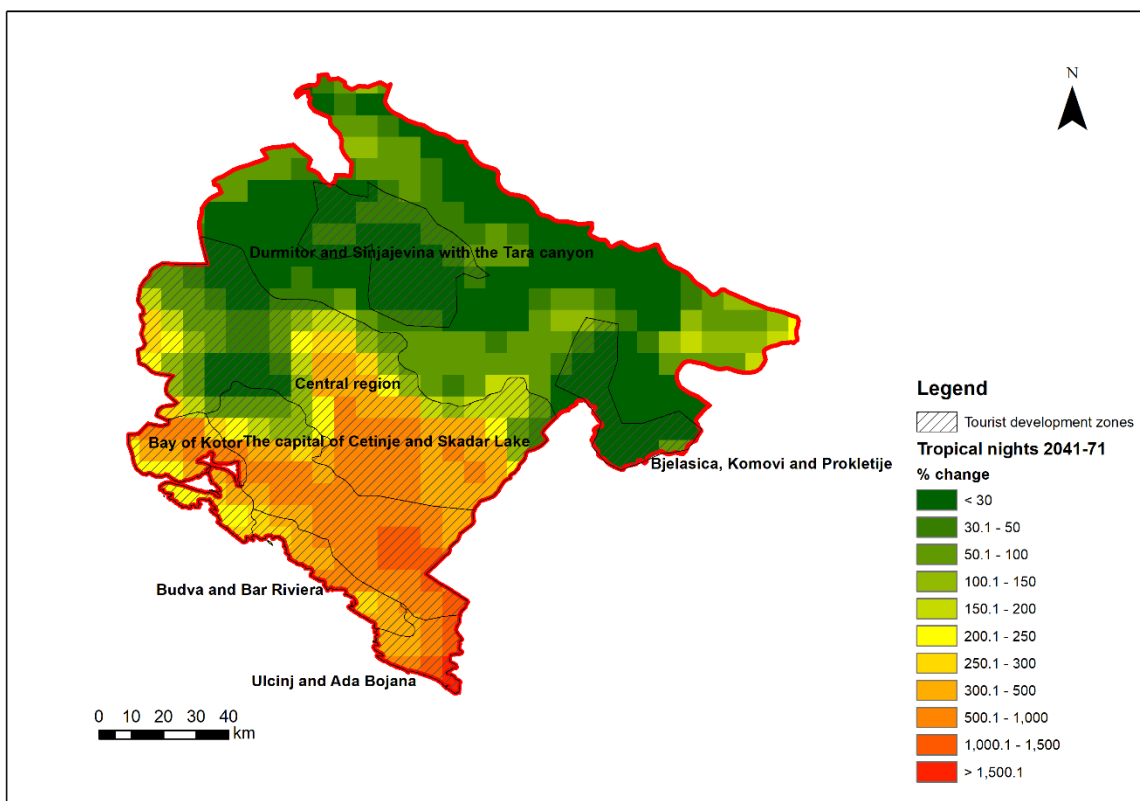 N
Durmitor and Sinjajevina with the Tara canyon
Central region
Bay of Kotor
The capital of Cetinje and Skadar Lake
Bjelasica, Komovi and Prokletije
Budva and Bar Riviera
Ulcinj and Ada Bojana
0 10 20 30 40
km
Legend
Tourist development zones
Tropical nights 2041-71
% change
< 30
30.1 - 50
50.1 - 100
100.1 - 150
150.1 - 200
200.1 - 250
250.1 - 300
300.1 - 500
500.1 - 1,000
1,000.1 - 1,500
> 1,500.1